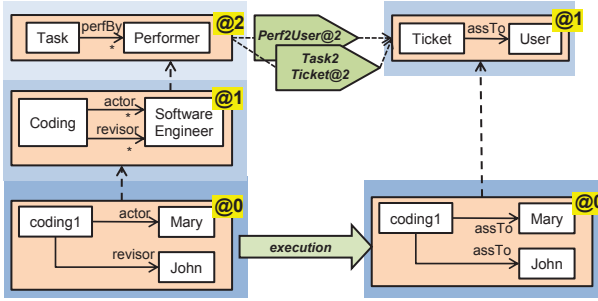 @2
perfBy
Task
*
Performer
Perf2User@2
Task2
Ticket@2
@1
Ticket
assTo
User
@1
Coding
actor
*
revisor
*
Software
Engineer
@0
coding1
actor
Mary
revisor
John
execution
@0
coding1
assTo
Mary
assTo
John